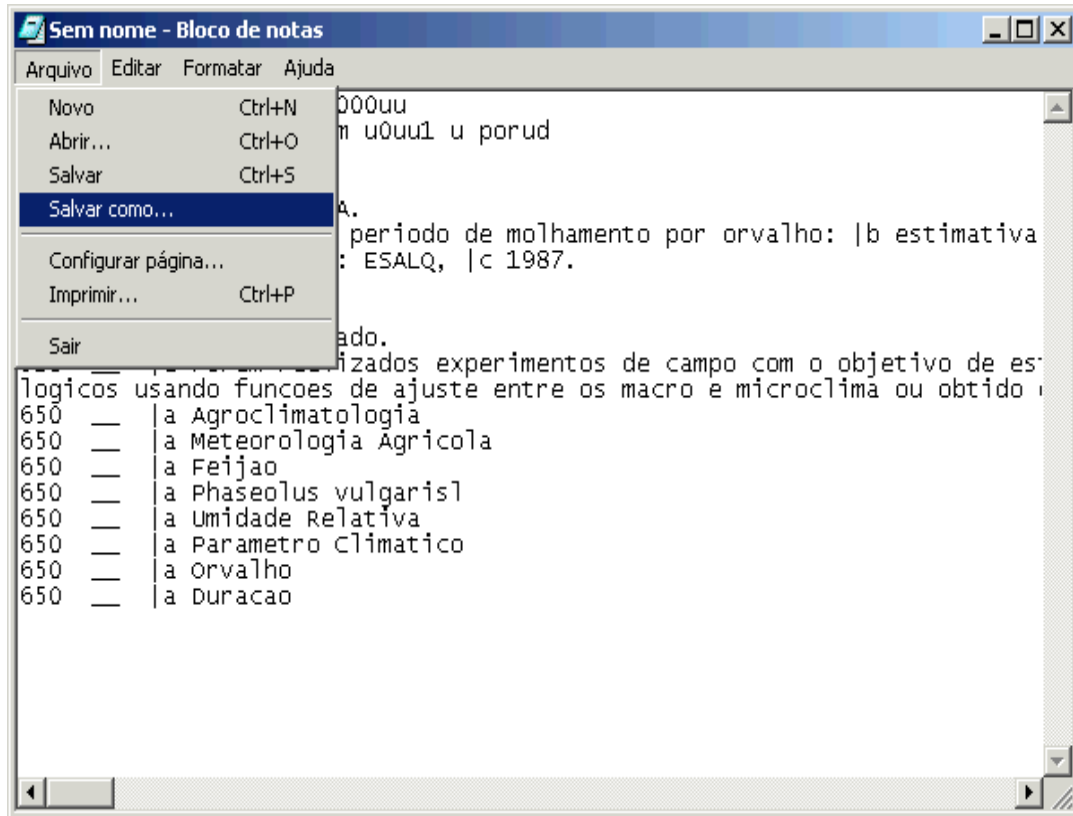 Sem nome - Bloco de notas
Arquivo Editar Formatar Ajuda
Novo Ctrl+N
Abrir... Ctrl+O
Salvar Ctrl+S
Salvar como...
Configurar página...
Imprimir... Ctrl+P
Sair
000uu
m u0uu1 u porud
A.
periodo de molhamento por orvalho: |b estimativa
: ESALQ, |c 1987.
ado.
izados experimentos de campo com o objetivo de es
logicos usando funcoes de ajuste entre os macro e microclima ou obtido
650 __ |a Agroclimatologia
650 __ |a Meteorologia Agricola
650 __ |a Feijao
650 __ |a Phaseolus vulgarisl
650 __ |a Umidade Relativa
650 __ |a Parametro Climatico
650 __ |a Orvalho
650 __ |a Duracao